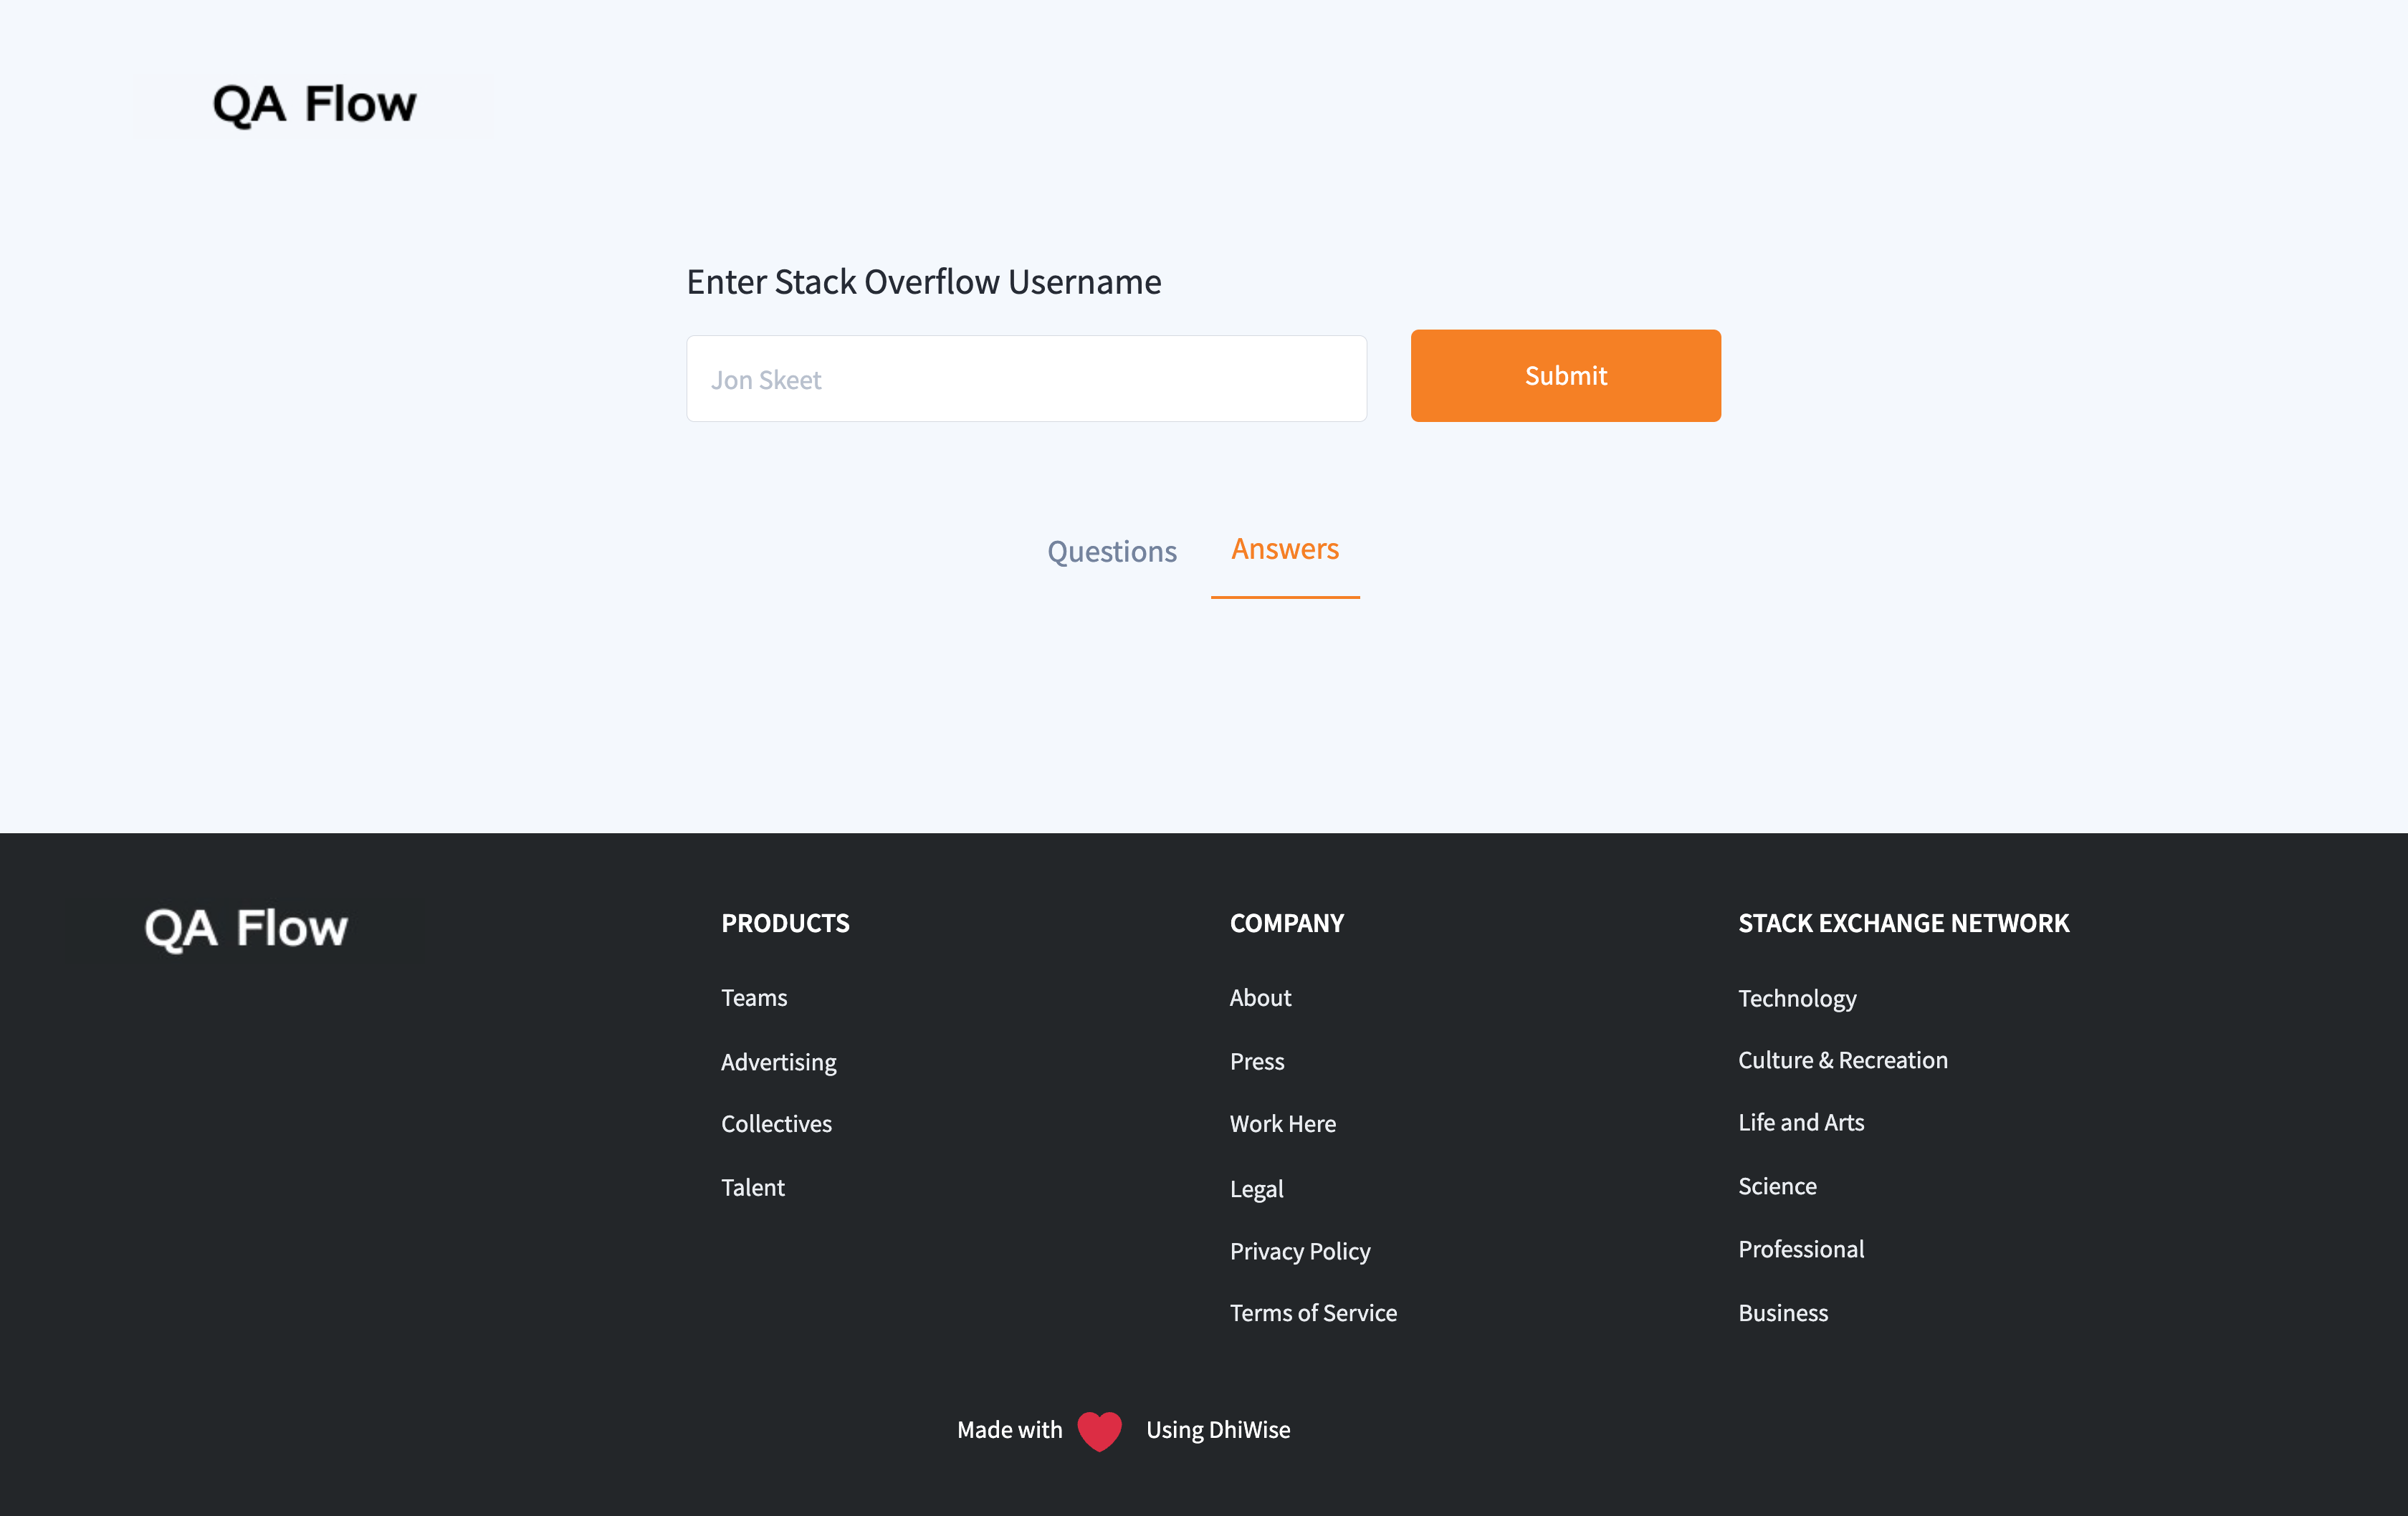 QA Flow
Enter Stack Overflow Username
Jon Skeet
Submit
Questions
Answers
QA Flow
PRODUCTS
Teams
Advertising
Collectives
Talent
COMPANY
About
Press
Work Here
Legal
Privacy Policy
Terms of Service
STACK EXCHANGE NETWORK
Technology
Culture & Recreation
Life and Arts
Science
Professional
Business
Made with Using DhiWise